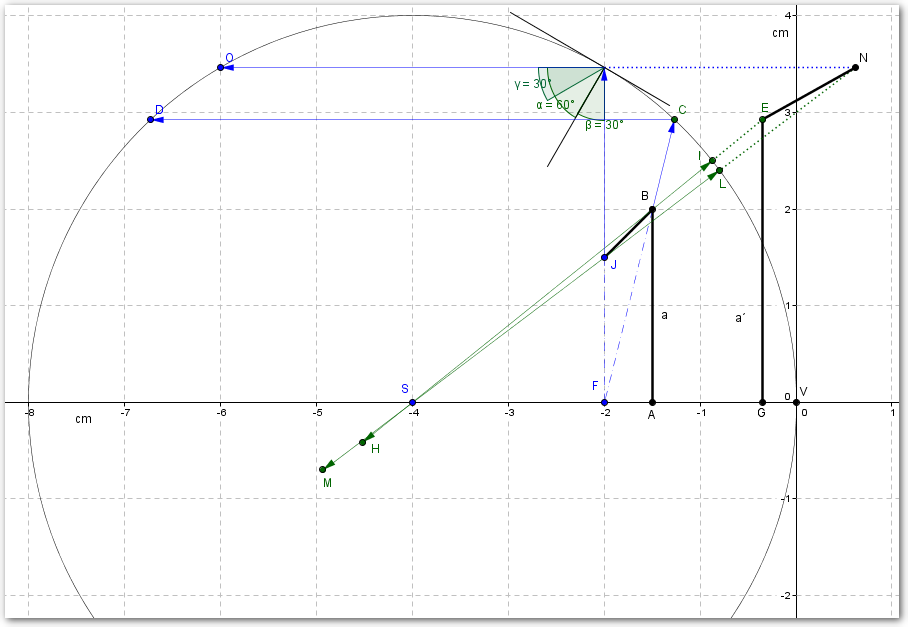 4
cm
O
N
γ = 30°
D
α = 60°
C
E
3
β = 30°
I
L
B
2
J
1
a
a´
S
F
V
0
-8
-7
-6
-5
-4
-3
-2
A
-1
G
0
1
cm
H
M
-1
-2